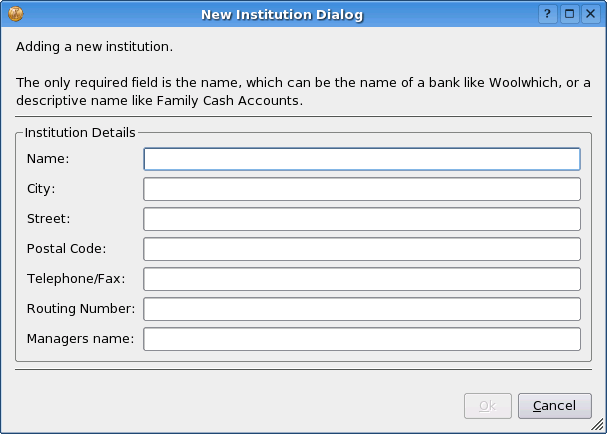 New Institution Dialog
?
Adding a new institution.
The only required field is the name, which can be the name of a bank like Woolwhich, or a
descriptive name like Family Cash Accounts.
Institution Details
Name:
City:
Street:
Postal Code:
Telephone/Fax:
Routing Number:
Managers name:
Ok Cancel